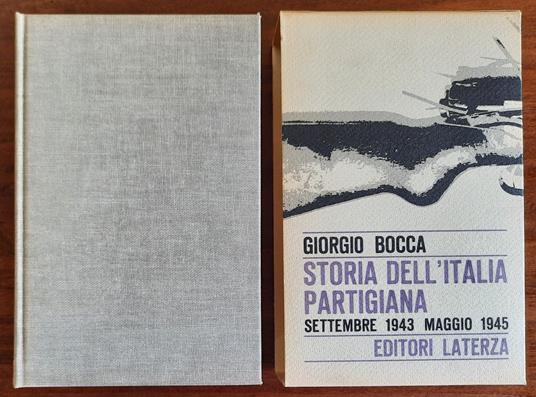 GIORGIO BOCCA
STORIA DELL'ITALIA
PARTIGIANA
SETTEMBRE 1943 MAGGIO 1945
EDITORI LATERZA